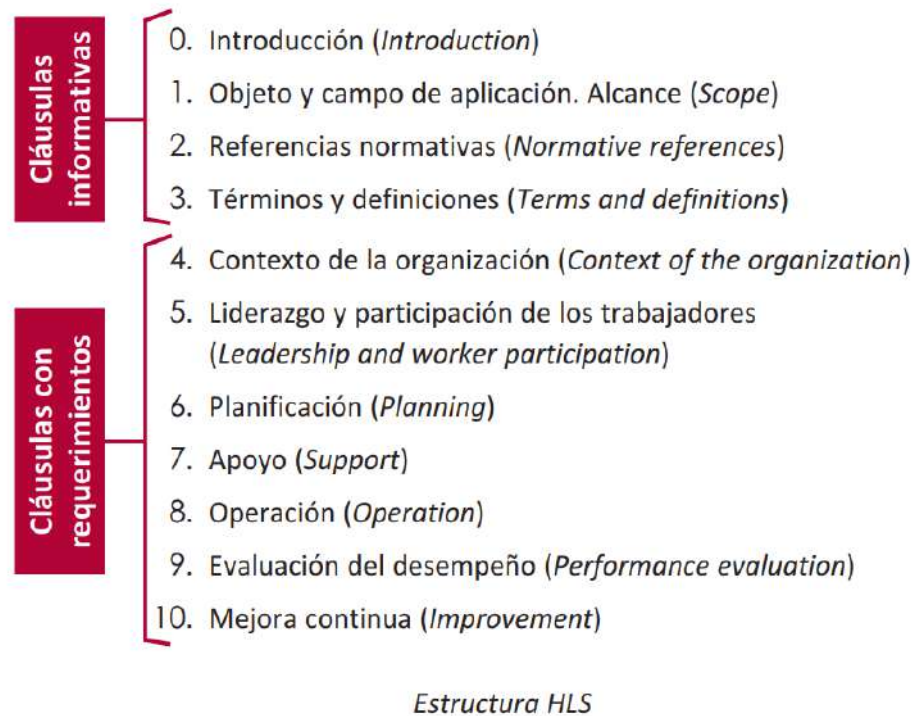 Cláusulas
informativas
0. Introducción (Introduction)
1. Objeto y campo de aplicación. Alcance (Scope)
2. Referencias normativas (Normative references)
3. Términos y definiciones (Terms and definitions)
Cláusulas con
requerimientos
4. Contexto de la organización (Context of the organization)
5. Liderazgo y participación de los trabajadores
(Leadership and worker participation)
6. Planificación (Planning)
7. Apoyo (Support)
8. Operación (Operation)
9. Evaluación del desempeño (Performance evaluation)
10. Mejora continua (Improvement)
Estructura HLS